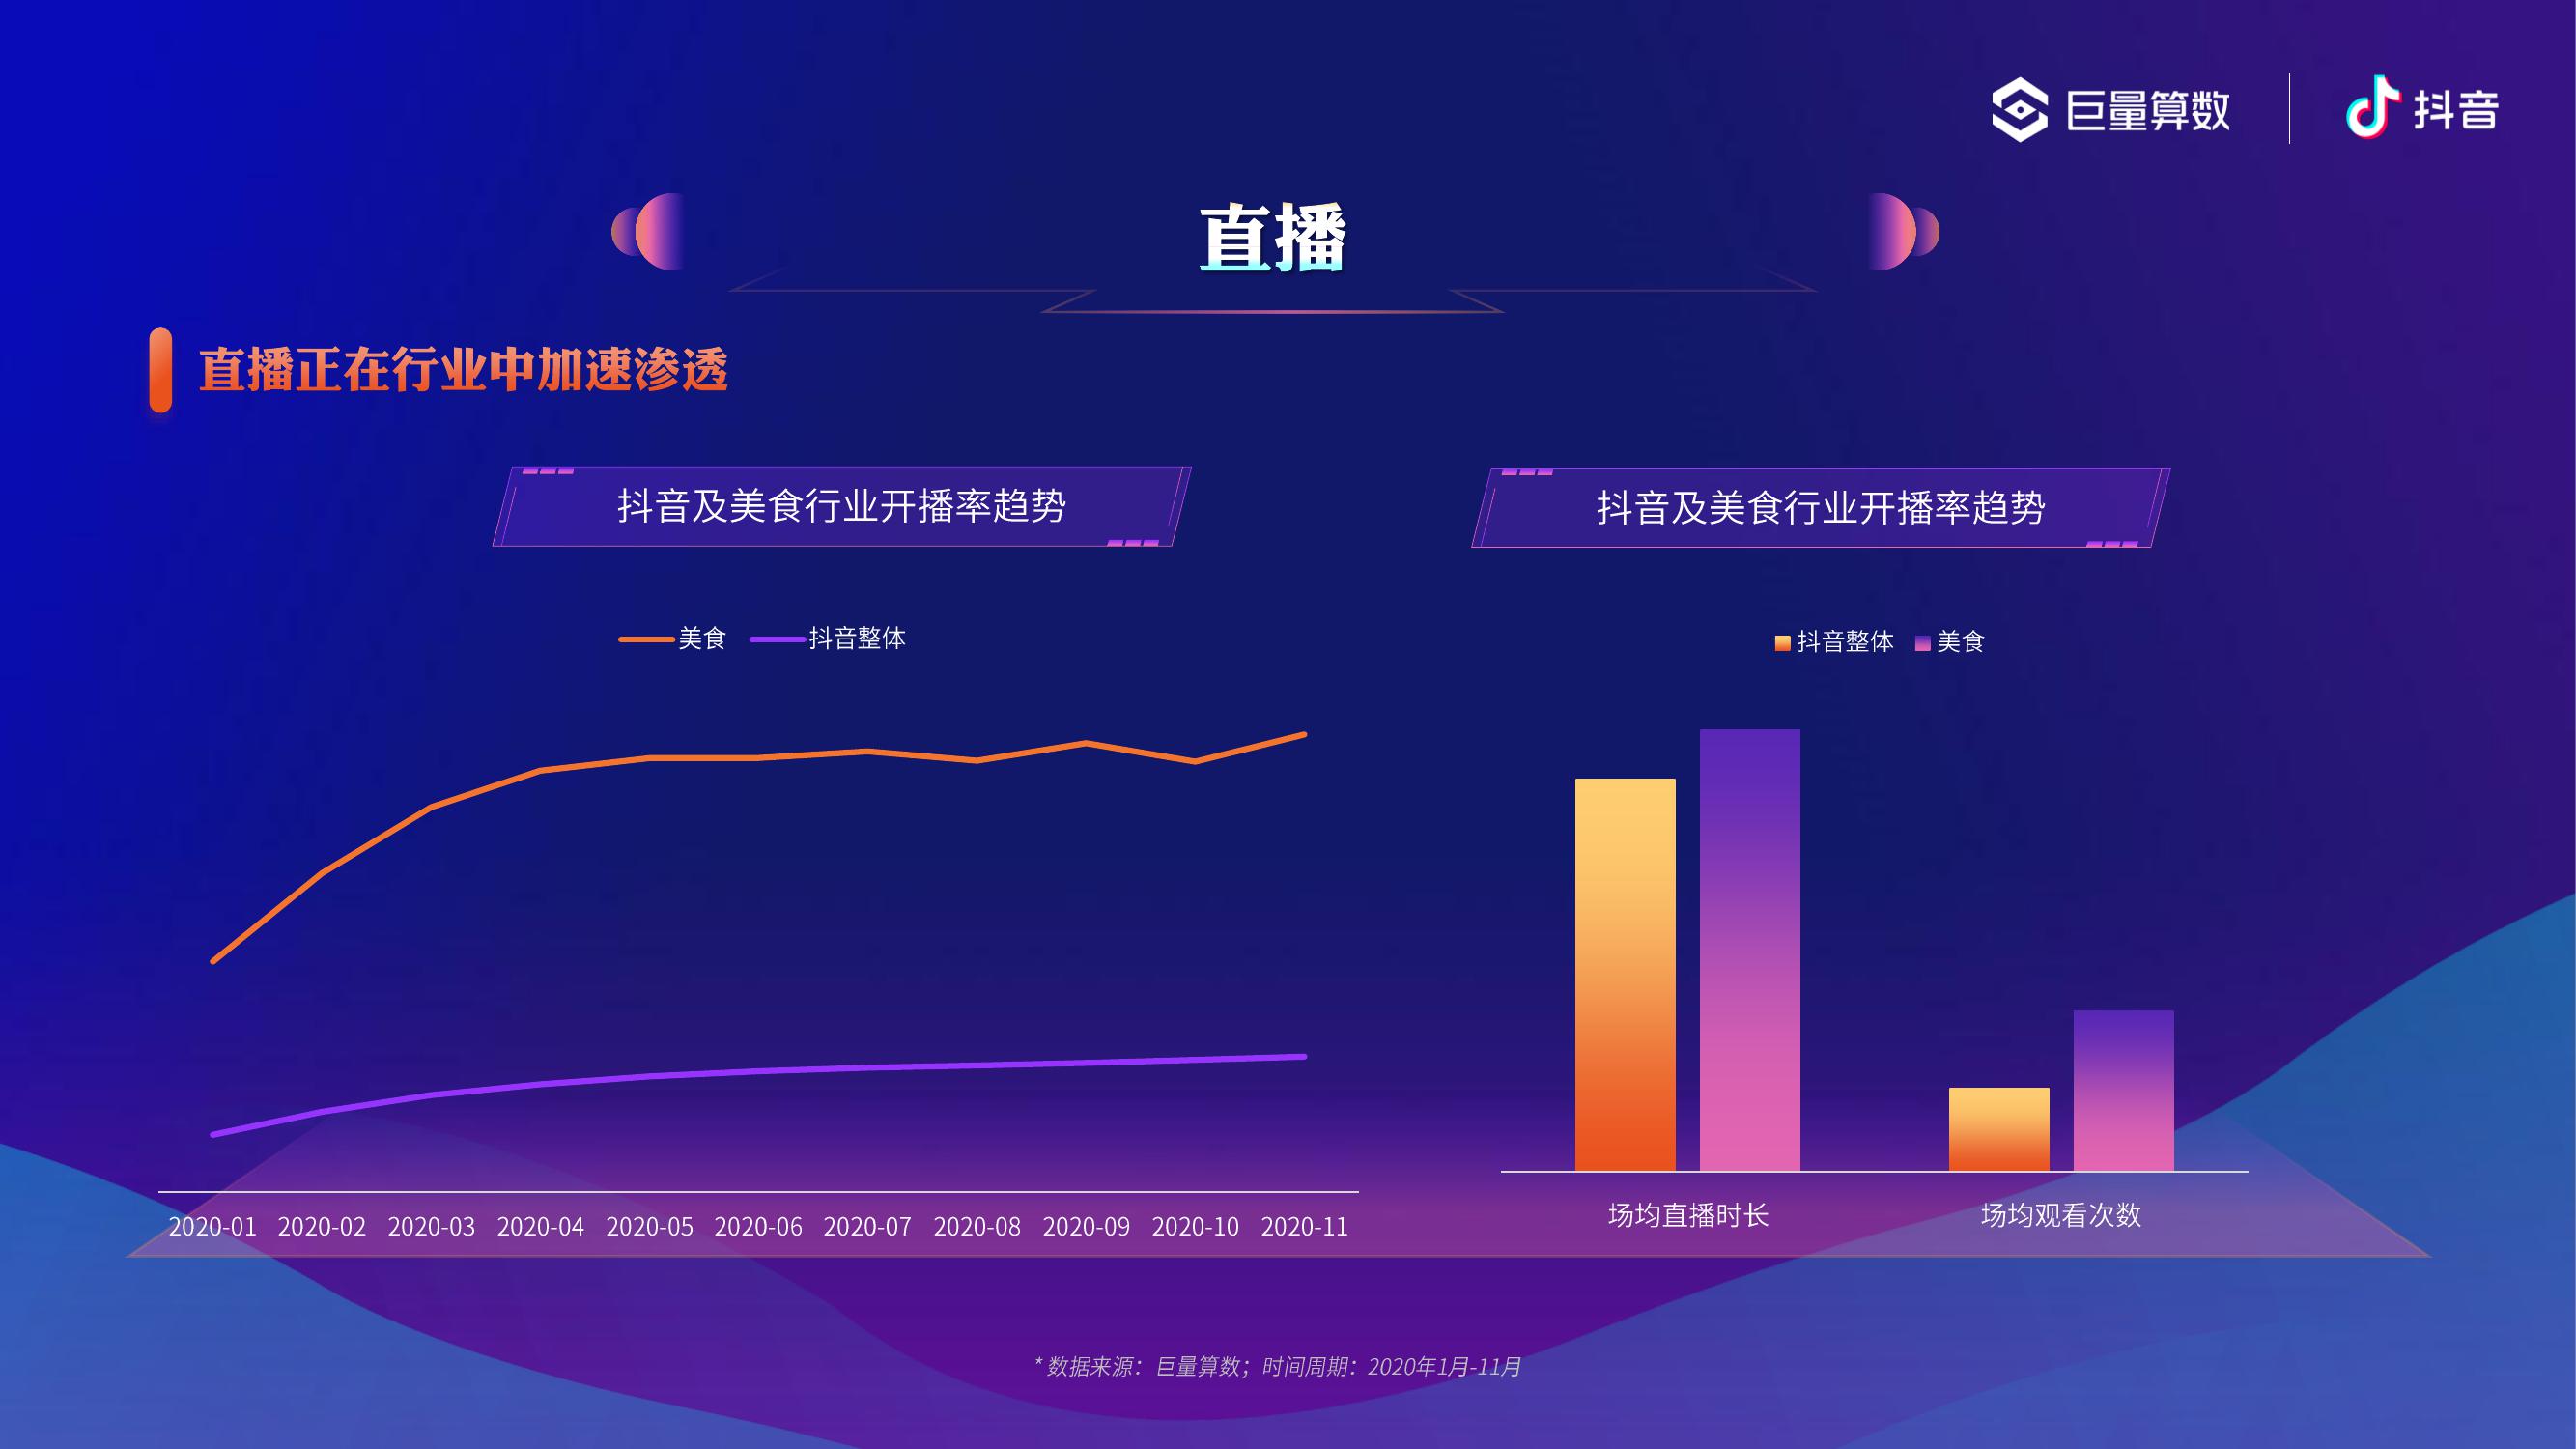 巨量算数
抖音
直播
直播正在行业中加速渗透
抖音及美食行业开播率趋势
抖音及美食行业开播率趋势
美食 抖音整体
抖音整体 美食
2020-01 2020-02 2020-03 2020-04 2020-05 2020-06 2020-07 2020-08 2020-09 2020-10 2020-11
场均直播时长 场均观看次数
* 数据来源：巨量算数；时间周期：2020年1月-11月